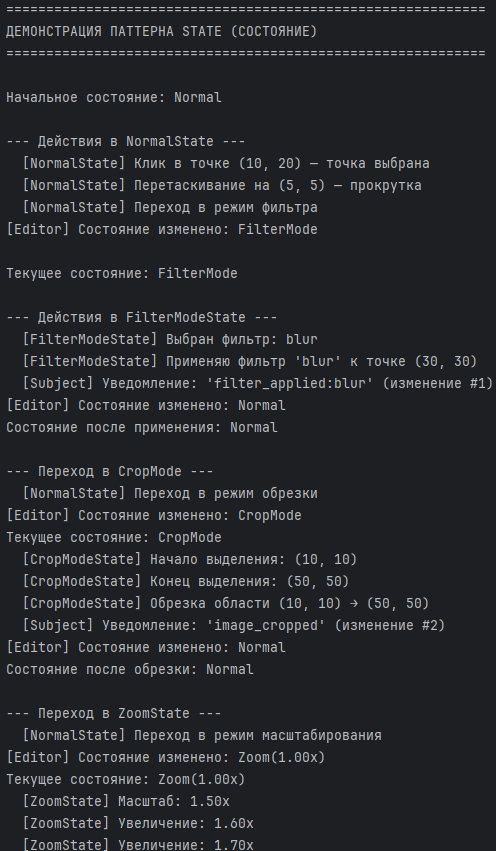 ============================================================
ДЕМОНСТРАЦИЯ ПАТТЕРНА STATE (СОСТОЯНИЕ)
============================================================
Начальное состояние: Normal
--- Действия в NormalState ---
[NormalState] Клик в точке (10, 20) — точка выбрана
[NormalState] Перетаскивание на (5, 5) — прокрутка
[NormalState] Переход в режим фильтра
[Editor] Состояние изменено: FilterMode
Текущее состояние: FilterMode
--- Действия в FilterModeState ---
[FilterModeState] Выбран фильтр: blur
[FilterModeState] Применяю фильтр 'blur' к точке (30, 30)
[Subject] Уведомление: 'filter_applied:blur' (изменение #1)
[Editor] Состояние изменено: Normal
Состояние после применения: Normal
--- Переход в CropMode ---
[NormalState] Переход в режим обрезки
[Editor] Состояние изменено: CropMode
Текущее состояние: CropMode
[CropModeState] Начало выделения: (10, 10)
[CropModeState] Конец выделения: (50, 50)
[CropModeState] Обрезка области (10, 10) → (50, 50)
[Subject] Уведомление: 'image_cropped' (изменение #2)
[Editor] Состояние изменено: Normal
Состояние после обрезки: Normal
--- Переход в ZoomState ---
[NormalState] Переход в режим масштабирования
[Editor] Состояние изменено: Zoom(1.00x)
Текущее состояние: Zoom(1.00x)
[ZoomState] Масштаб: 1.50x
[ZoomState] Увеличение: 1.60x
[ZoomState] Увеличение: 1.70x